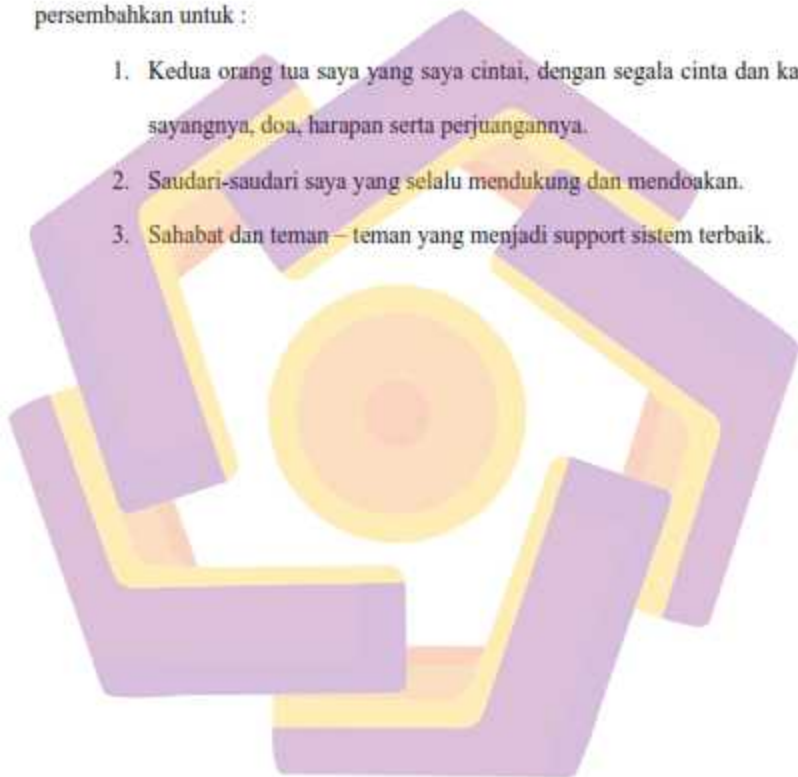 persembahkan untuk :
1. Kedua orang tua saya yang saya cintai, dengan segala cinta dan ka
sayangnya, doa, harapan serta perjuangannya.
2. Saudari-saudari saya yang selalu mendukung dan mendoakan.
3. Sahabat dan teman – teman yang menjadi support sistem terbaik.